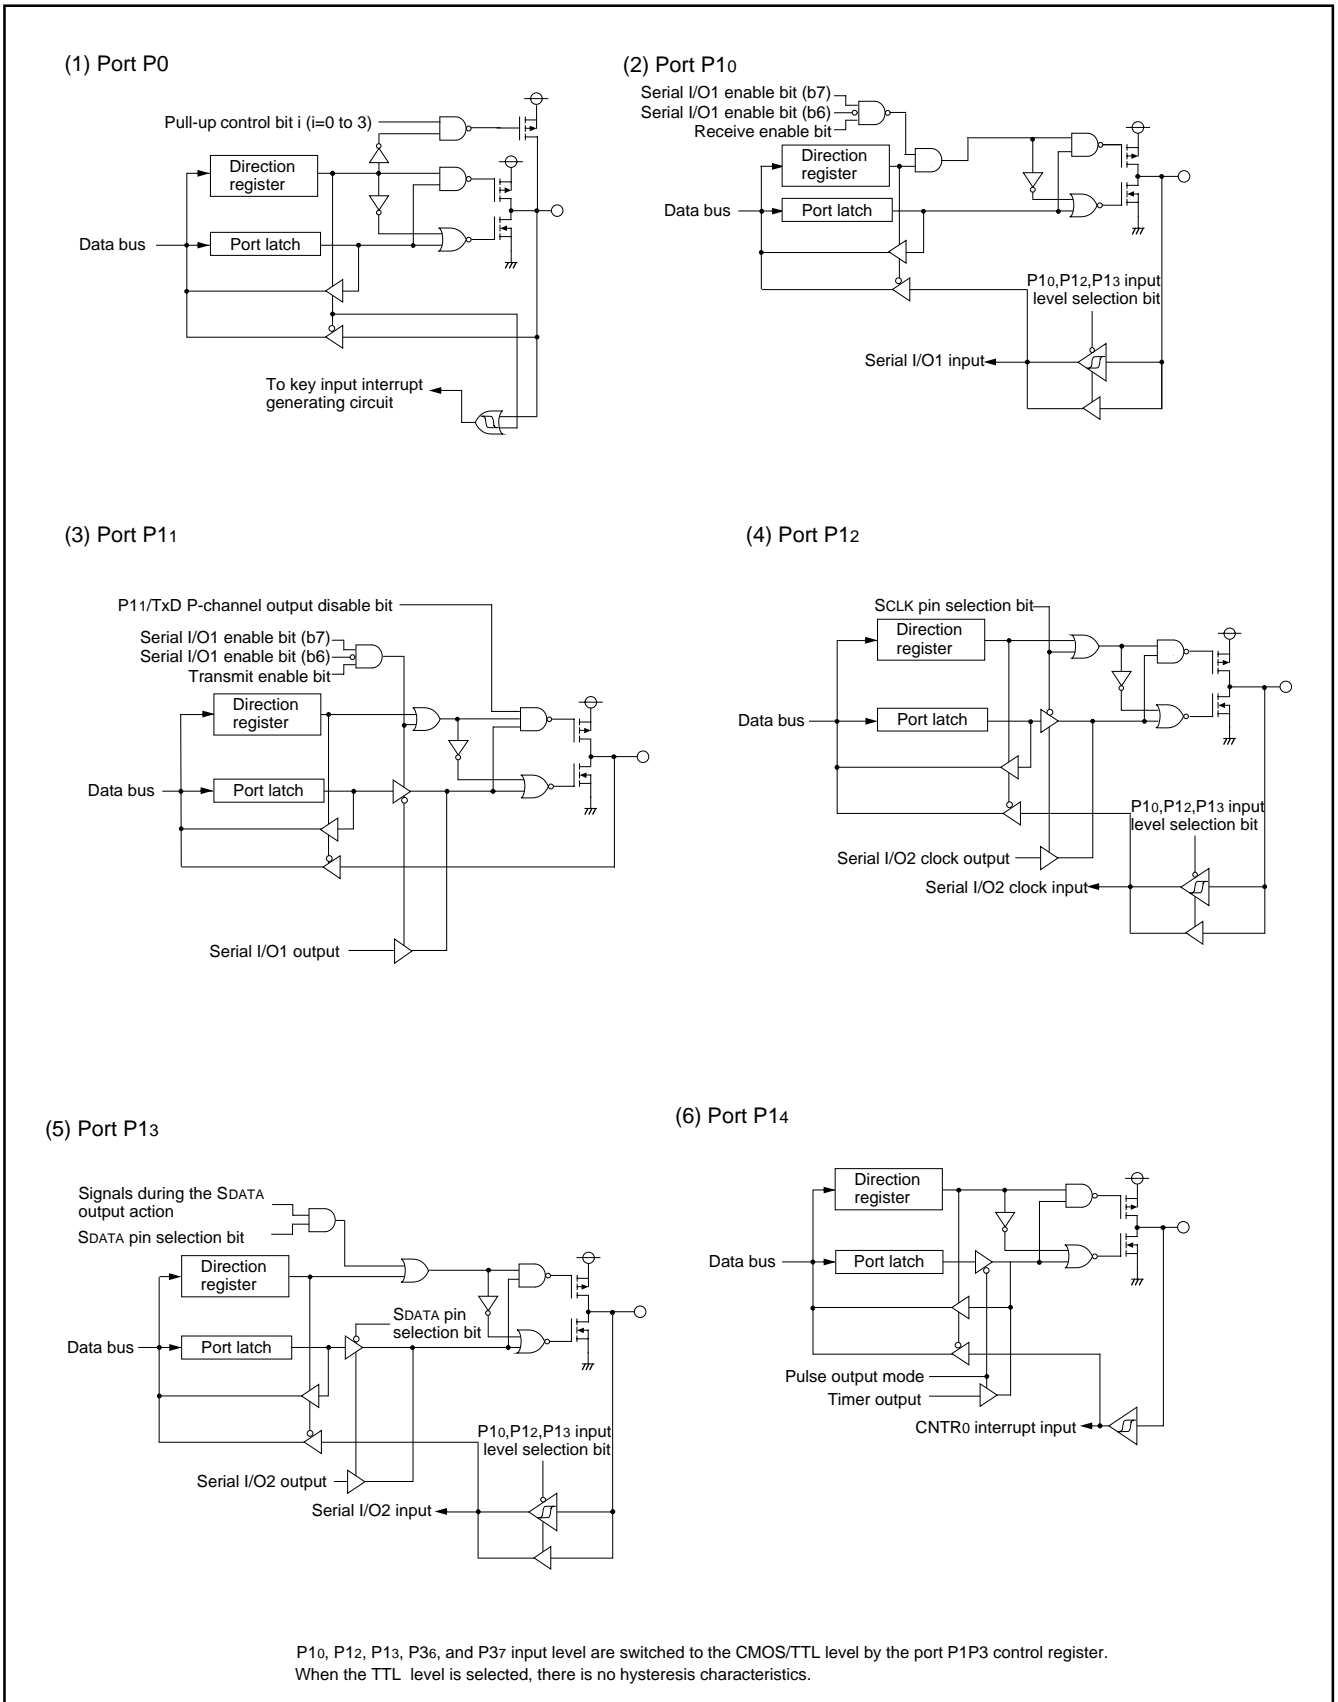 (1) Port P0
Pull-up control bit i (i=0 to 3)
Direction
register
Data bus
Port latch
To key input interrupt
generating circuit
(2) Port P10
Serial I/O1 enable bit (b7)
Serial I/O1 enable bit (b6)
Receive enable bit
Direction
register
Data bus
Port latch
P10,P12,P13 input
level selection bit
Serial I/O1 input
(3) Port P11
P11/TxD P-channel output disable bit
Serial I/O1 enable bit (b7)
Serial I/O1 enable bit (b6)
Transmit enable bit
Direction
register
Data bus
Port latch
Serial I/O1 output
(4) Port P12
SCLK pin selection bit
Direction
register
Data bus
Port latch
P10,P12,P13 input
level selection bit
Serial I/O2 clock output
Serial I/O2 clock input
(5) Port P13
Signals during the SDATA
output action
SDATA pin selection bit
Direction
register
SDATA pin
selection bit
Data bus
Port latch
P10,P12,P13 input
level selection bit
Serial I/O2 output
Serial I/O2 input
(6) Port P14
Direction
register
Data bus
Port latch
Pulse output mode
Timer output
CNTR0 interrupt input
P10, P12, P13, P36, and P37 input level are switched to the CMOS/TTL level by the port P1P3 control register.
When the TTL level is selected, there is no hysteresis characteristics.